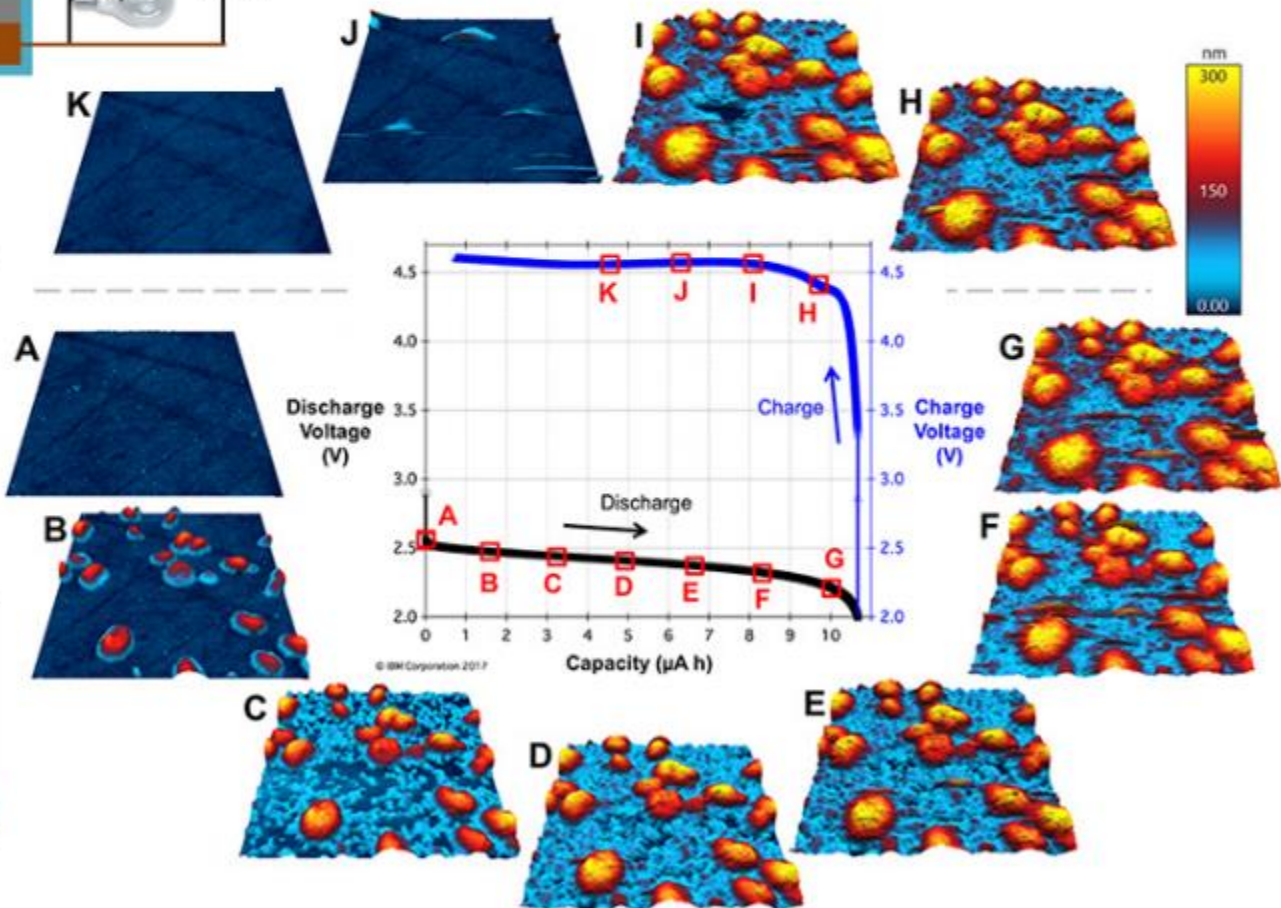 J
I
nm
300
K
H
150
4.5
4.5
K
J
I
H
0.00
A
4.0
4.0
G
Discharge
Voltage
(V)
3.5
Charge
3.5
Charge
Voltage
(V)
3.0
3.0
Discharge
B
A
F
2.5
2.5
G
B
C
D
E
F
2.0
2.0
0
1
2
3
4
5
6
7
8
9
10
© IBM Corporation 2017
Capacity (µA h)
C
D
E